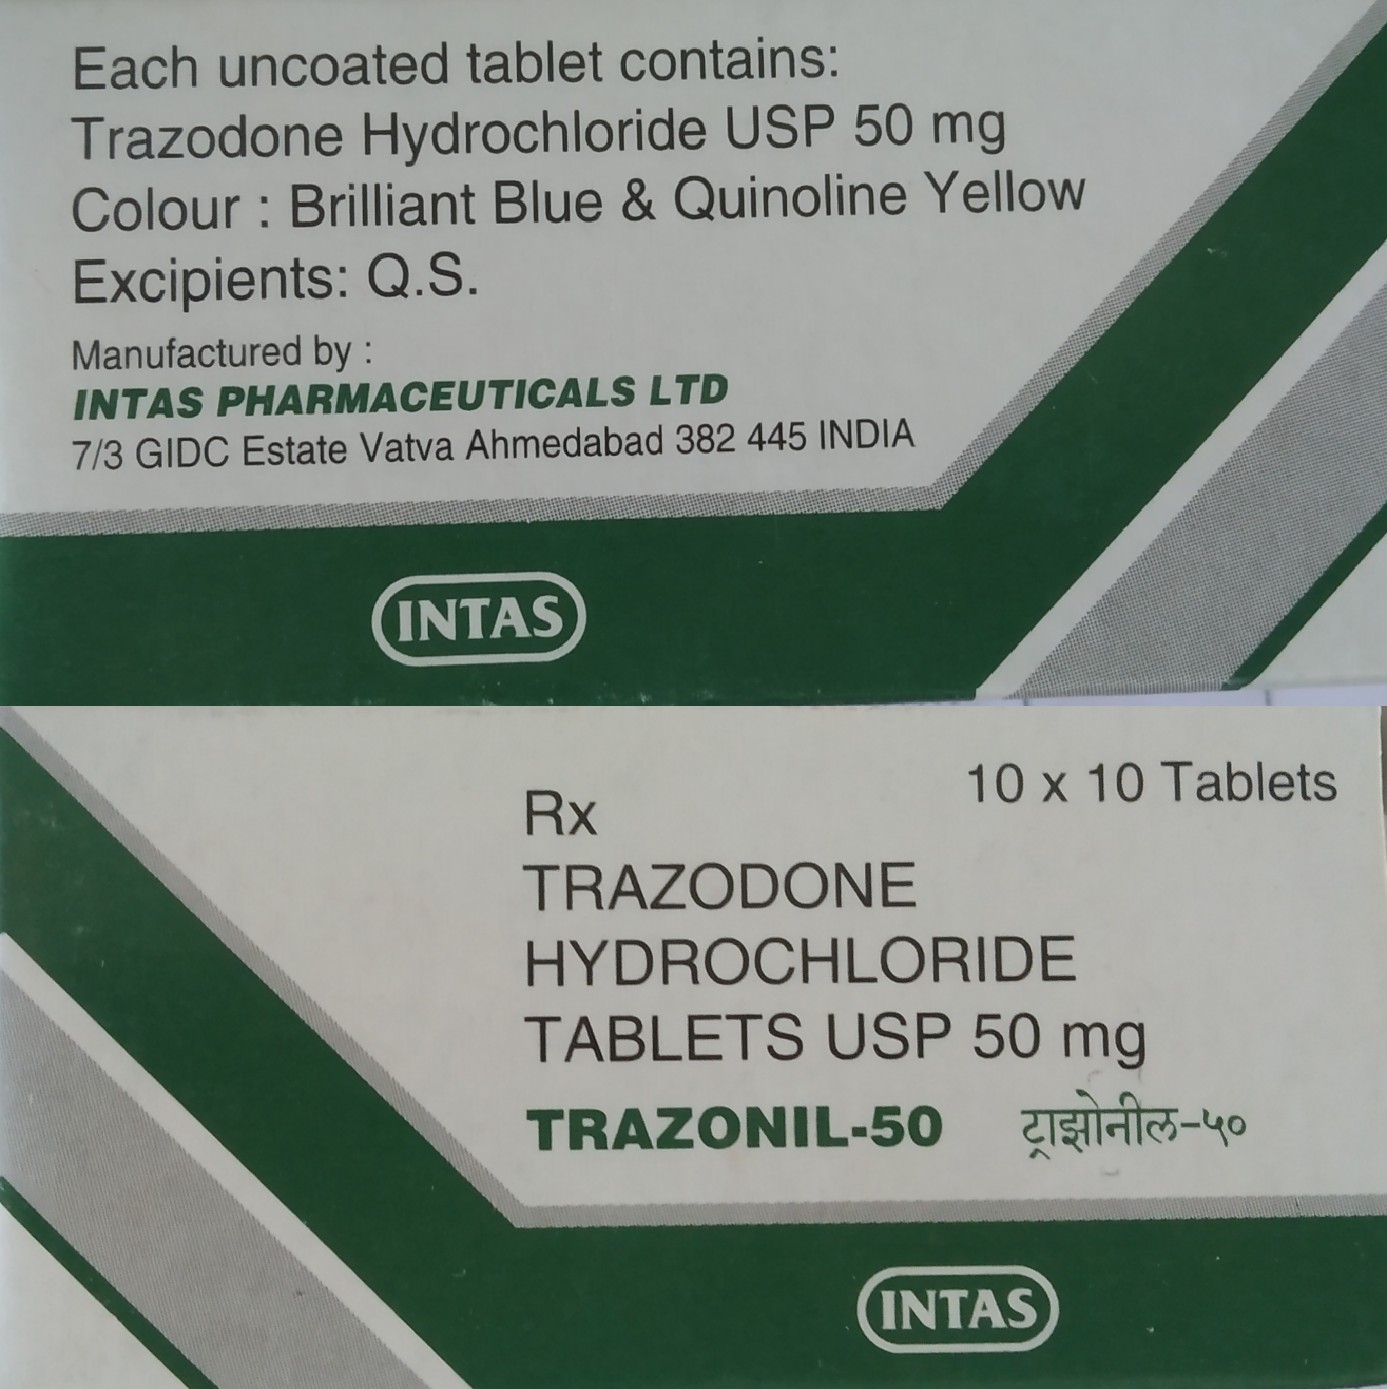 Each uncoated tablet contains:
Trazodone Hydrochloride USP 50 mg
Colour : Brilliant Blue & Quinoline Yellow
Excipients: Q.S.
Manufactured by :
INTAS PHARMACEUTICALS LTD
7/3 GIDC Estate Vatva Ahmedabad 382 445 INDIA
INTAS
10 x 10 Tablets
Rx
TRAZODONE
HYDROCHLORIDE
TABLETS USP 50 mg
TRAZONIL-50 ट्राझोनील-५०
INTAS